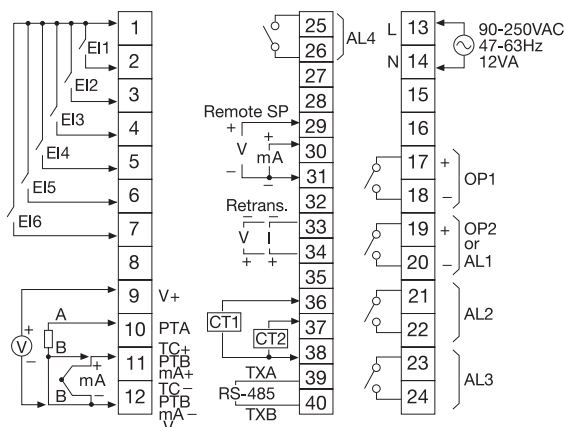 1
2
3
4
5
6
7
8
9
10
11
12
EI1
EI2
EI3
EI4
EI5
EI6
V+
PTA
TC+
PTB
mA+
TC−
PTB
mA−
+
V
−
A
B
B
+
mA
−
25
26
27
28
29
30
31
32
33
34
35
36
37
38
39
40
AL4
Remote SP
+
V
−
+
mA
−
Retrans.
− −
V I
+ +
CT1
CT2
TXA
RS-485
TXB
13
14
15
16
17
18
19
20
21
22
23
24
L
N
90-250VAC
47-63Hz
12VA
+
−
OP1
+
−
OP2
or
AL1
AL2
AL3